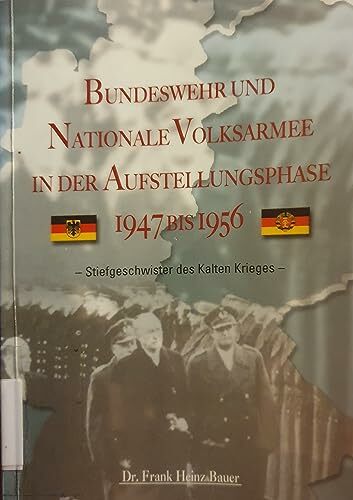 BUNDESWEHR UND
NATIONALE VOLKSARMEE
IN DER AUFSTELLUNGSPHASE
1947 BIS 1956
– Stiefgeschwister des Kalten Krieges –
Dr. Frank Heinz Bauer